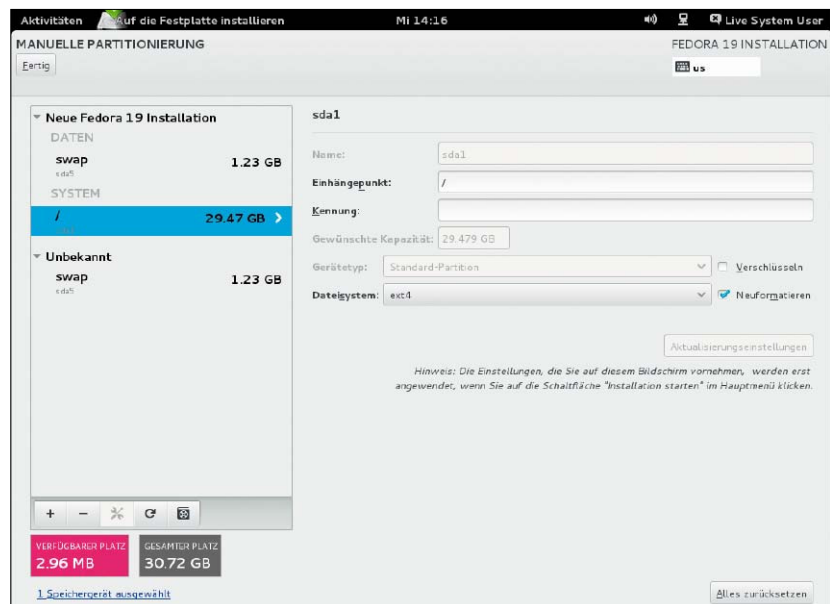 Aktivitäten Auf die Festplatte installieren Mi 14:16 Live System User
MANUELLE PARTITIONIERUNG FEDORA 19 INSTALLATION
Fertig us
Neue Fedora 19 Installation
DATEN
swap 1.23 GB
sda5
SYSTEM
/ 29.47 GB
Unbekannt
swap 1.23 GB
sda5
sda1
Name: sda1
Einhängepunkt: /
Kennung:
Gewünschte Kapazität: 29.479 GB
Gerätetyp: Standard-Partition Verschlüsseln
Dateisystem: ext4 Neuformatieren
Aktualisierungseinstellungen
Hinweis: Die Einstellungen, die Sie auf diesem Bildschirm vornehmen, werden erst
angewendet, wenn Sie auf die Schaltfläche "Installation starten" im Hauptmenü klicken.
VERFÜGBARER PLATZ
2.96 MB
GESAMTER PLATZ
30.72 GB
1 Speichergerät ausgewählt
Alles zurücksetzen